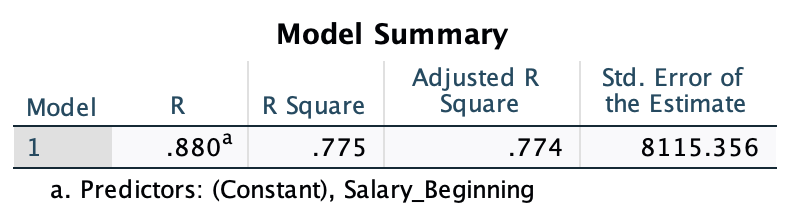 Model Summary
Model R R Square Adjusted R Square Std. Error of the Estimate
1 .880a .775 .774 8115.356
a. Predictors: (Constant), Salary_Beginning